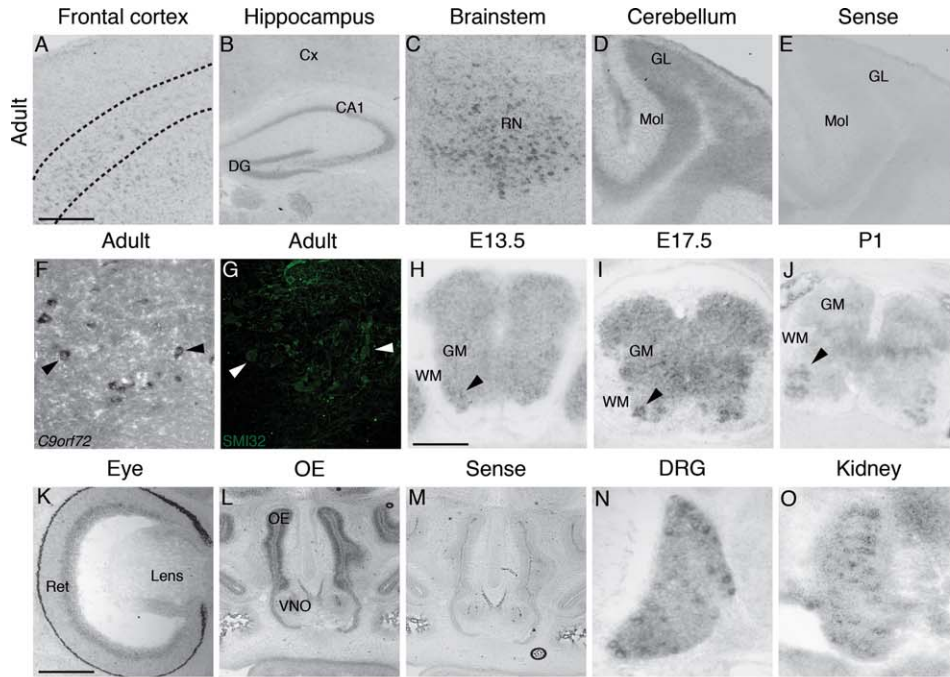 Frontal cortex Hippocampus Brainstem Cerebellum Sense
Adult
A B C D E
Cx GL GL
CA1
RN Mol Mol
DG
Adult Adult E13.5 E17.5 P1
F G H I J
GM GM GM
WM WM WM
C9orf72 SMI32
Eye OE Sense DRG Kidney
K L M N O
OE
Ret Lens
VNO